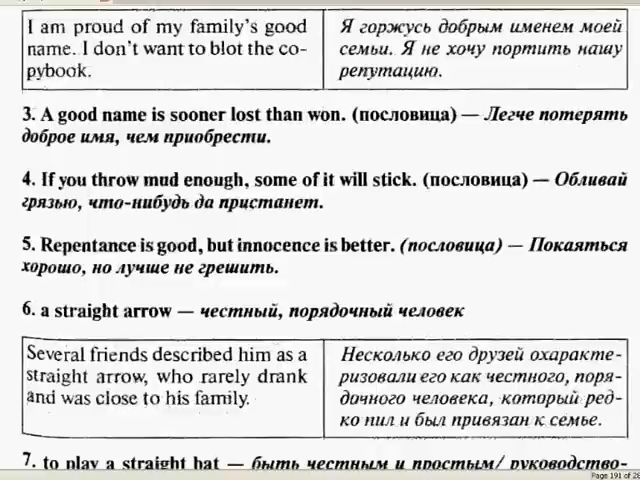 I am proud of my family's good
name. I don't want to blot the co-
pybook.
Я горжусь добрым именем моей
семьи. Я не хочу портить нашу
репутацию.
3. A good name is sooner lost than won. (пословица) — Легче потерять
доброе имя, чем приобрести.
4. If you throw mud enough, some of it will stick. (пословица) — Обливай
грязью, что-нибудь да пристанет.
5. Repentance is good, but innocence is better. (пословица) — Покаяться
хорошо, но лучше не грешить.
6. a straight arrow — честный, порядочный человек
Several friends described him as a
straight arrow, who rarely drank
and was close to his family.
Несколько его друзей охаракте-
ризовали его как честного, поря-
дочного человека, который ред-
ко пил и был привязан к семье.
7. to play a straight bat — быть честным и простым/ руководство-
Page 191 of